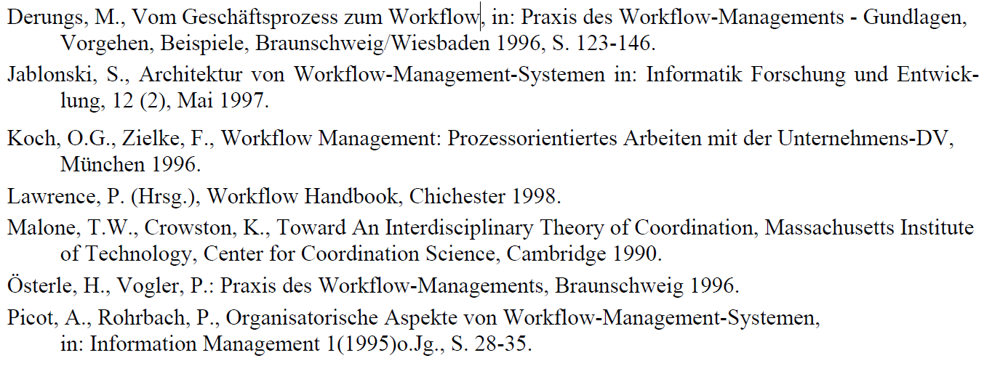 Derungs, M., Vom Geschäftsprozess zum Workflow, in: Praxis des Workflow-Managements - Gundlagen,
Vorgehen, Beispiele, Braunschweig/Wiesbaden 1996, S. 123-146.
Jablonski, S., Architektur von Workflow-Management-Systemen in: Informatik Forschung und Entwick-
lung, 12 (2), Mai 1997.
Koch, O.G., Zielke, F., Workflow Management: Prozessorientiertes Arbeiten mit der Unternehmens-DV,
München 1996.
Lawrence, P. (Hrsg.), Workflow Handbook, Chichester 1998.
Malone, T.W., Crowston, K., Toward An Interdisciplinary Theory of Coordination, Massachusetts Institute
of Technology, Center for Coordination Science, Cambridge 1990.
Österle, H., Vogler, P.: Praxis des Workflow-Managements, Braunschweig 1996.
Picot, A., Rohrbach, P., Organisatorische Aspekte von Workflow-Management-Systemen,
in: Information Management 1(1995)o.Jg., S. 28-35.